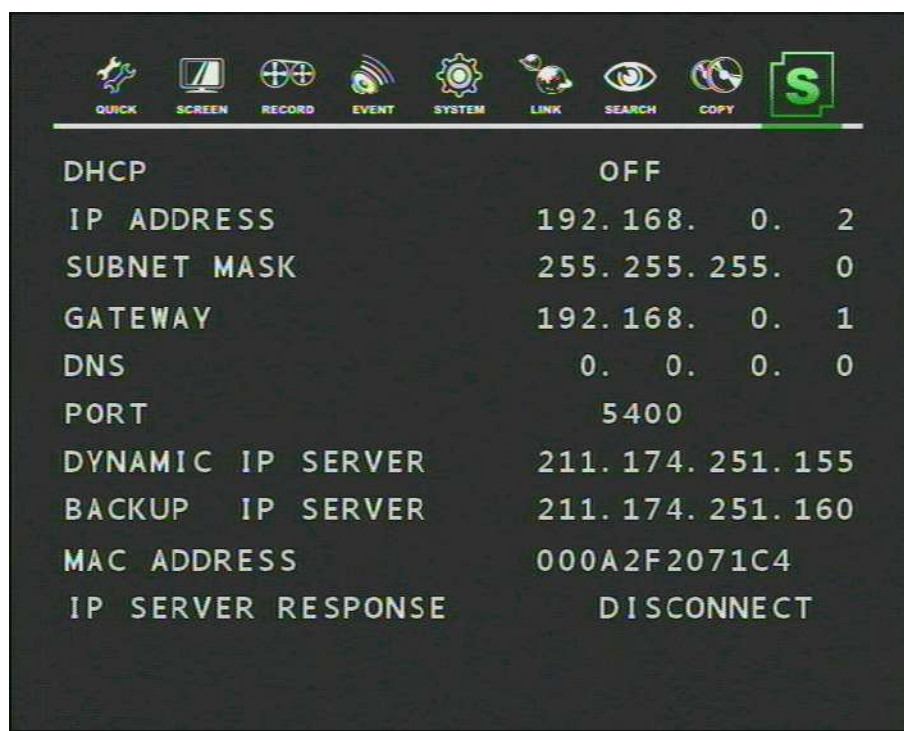 QUICK SCREEN RECORD EVENT SYSTEM LINK SEARCH COPY S
DHCP OFF
IP ADDRESS 192.168. 0. 2
SUBNET MASK 255.255.255. 0
GATEWAY 192.168. 0. 1
DNS 0. 0. 0. 0
PORT 5400
DYNAMIC IP SERVER 211.174.251.155
BACKUP IP SERVER 211.174.251.160
MAC ADDRESS 000A2F2071C4
IP SERVER RESPONSE DISCONNECT